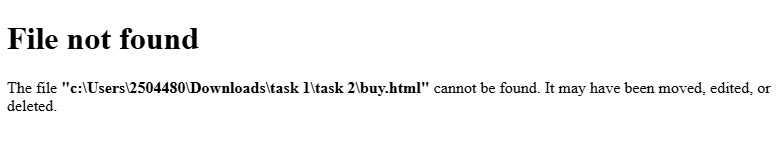 File not found
The file "c:\Users\2504480\Downloads\task 1\task 2\buy.html" cannot be found. It may have been moved, edited, or
deleted.